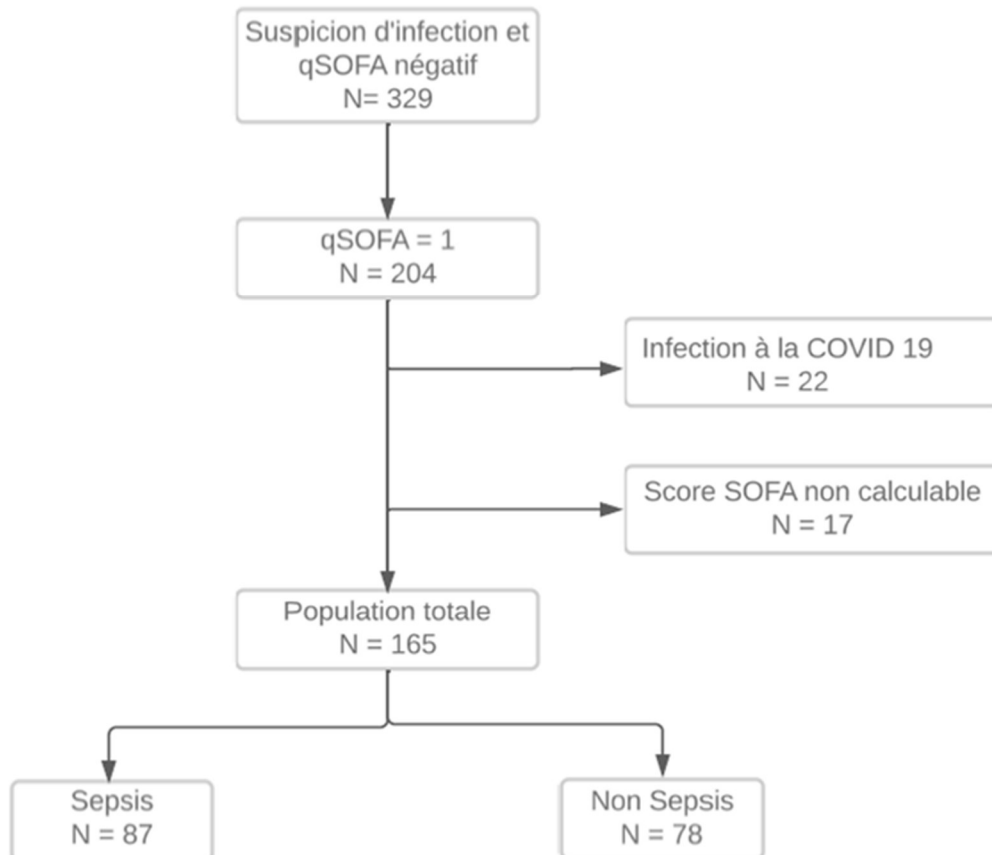 Suspicion d'infection et
qSOFA négatif
N= 329
qSOFA = 1
N = 204
Infection à la COVID 19
N = 22
Score SOFA non calculable
N = 17
Population totale
N = 165
Sepsis
N = 87
Non Sepsis
N = 78